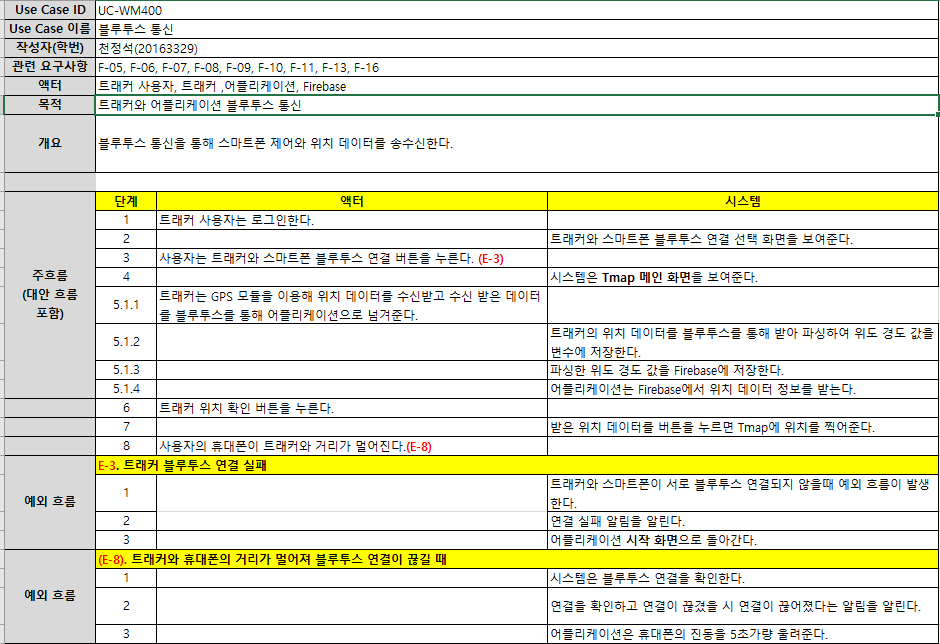 Use Case ID UC-WM400
Use Case 이름 블루투스 통신
작성자(학번) 천정석(20163329)
관련 요구사항 F-05, F-06, F-07, F-08, F-09, F-10, F-11, F-13, F-16
액터 트래커 사용자, 트래커 ,어플리케이션, Firebase
목적 트래커와 어플리케이션 블루투스 통신
개요 블루투스 통신을 통해 스마트폰 제어와 위치 데이터를 송수신한다.
주흐름
(대안 흐름
포함)
단계 액터 시스템
1 트래커 사용자는 로그인한다.
2 트래커와 스마트폰 블루투스 연결 선택 화면을 보여준다.
3 사용자는 트래커와 스마트폰 블루투스 연결 버튼을 누른다. (E-3)
4 시스템은 Tmap 메인 화면을 보여준다.
5.1.1 트래커는 GPS 모듈을 이용해 위치 데이터를 수신받고 수신 받은 데이터
를 블루투스를 통해 어플리케이션으로 넘겨준다.
5.1.2 트래커의 위치 데이터를 블루투스를 통해 받아 파싱하여 위도 경도 값을
변수에 저장한다.
5.1.3 파싱한 위도 경도 값을 Firebase에 저장한다.
5.1.4 어플리케이션는 Firebase에서 위치 데이터 정보를 받는다.
6 트래커 위치 확인 버튼을 누른다.
7 받은 위치 데이터를 버튼을 누르면 Tmap에 위치를 찍어준다.
8 사용자의 휴대폰이 트래커와 거리가 멀어진다.(E-8)
예외 흐름
E-3. 트래커 블루투스 연결 실패
1 트래커와 스마트폰이 서로 블루투스 연결되지 않을때 예외 흐름이 발생
한다.
2 연결 실패 알림을 알린다.
3 어플리케이션 시작 화면으로 돌아간다.
예외 흐름
(E-8). 트래커와 휴대폰의 거리가 멀어져 블루투스 연결이 끊길 때
1 시스템은 블루투스 연결을 확인한다.
2 연결을 확인하고 연결이 끊겼을 시 연결이 끊어졌다는 알림을 알린다.
3 어플리케이션은 휴대폰의 진동을 5초가량 울려준다.